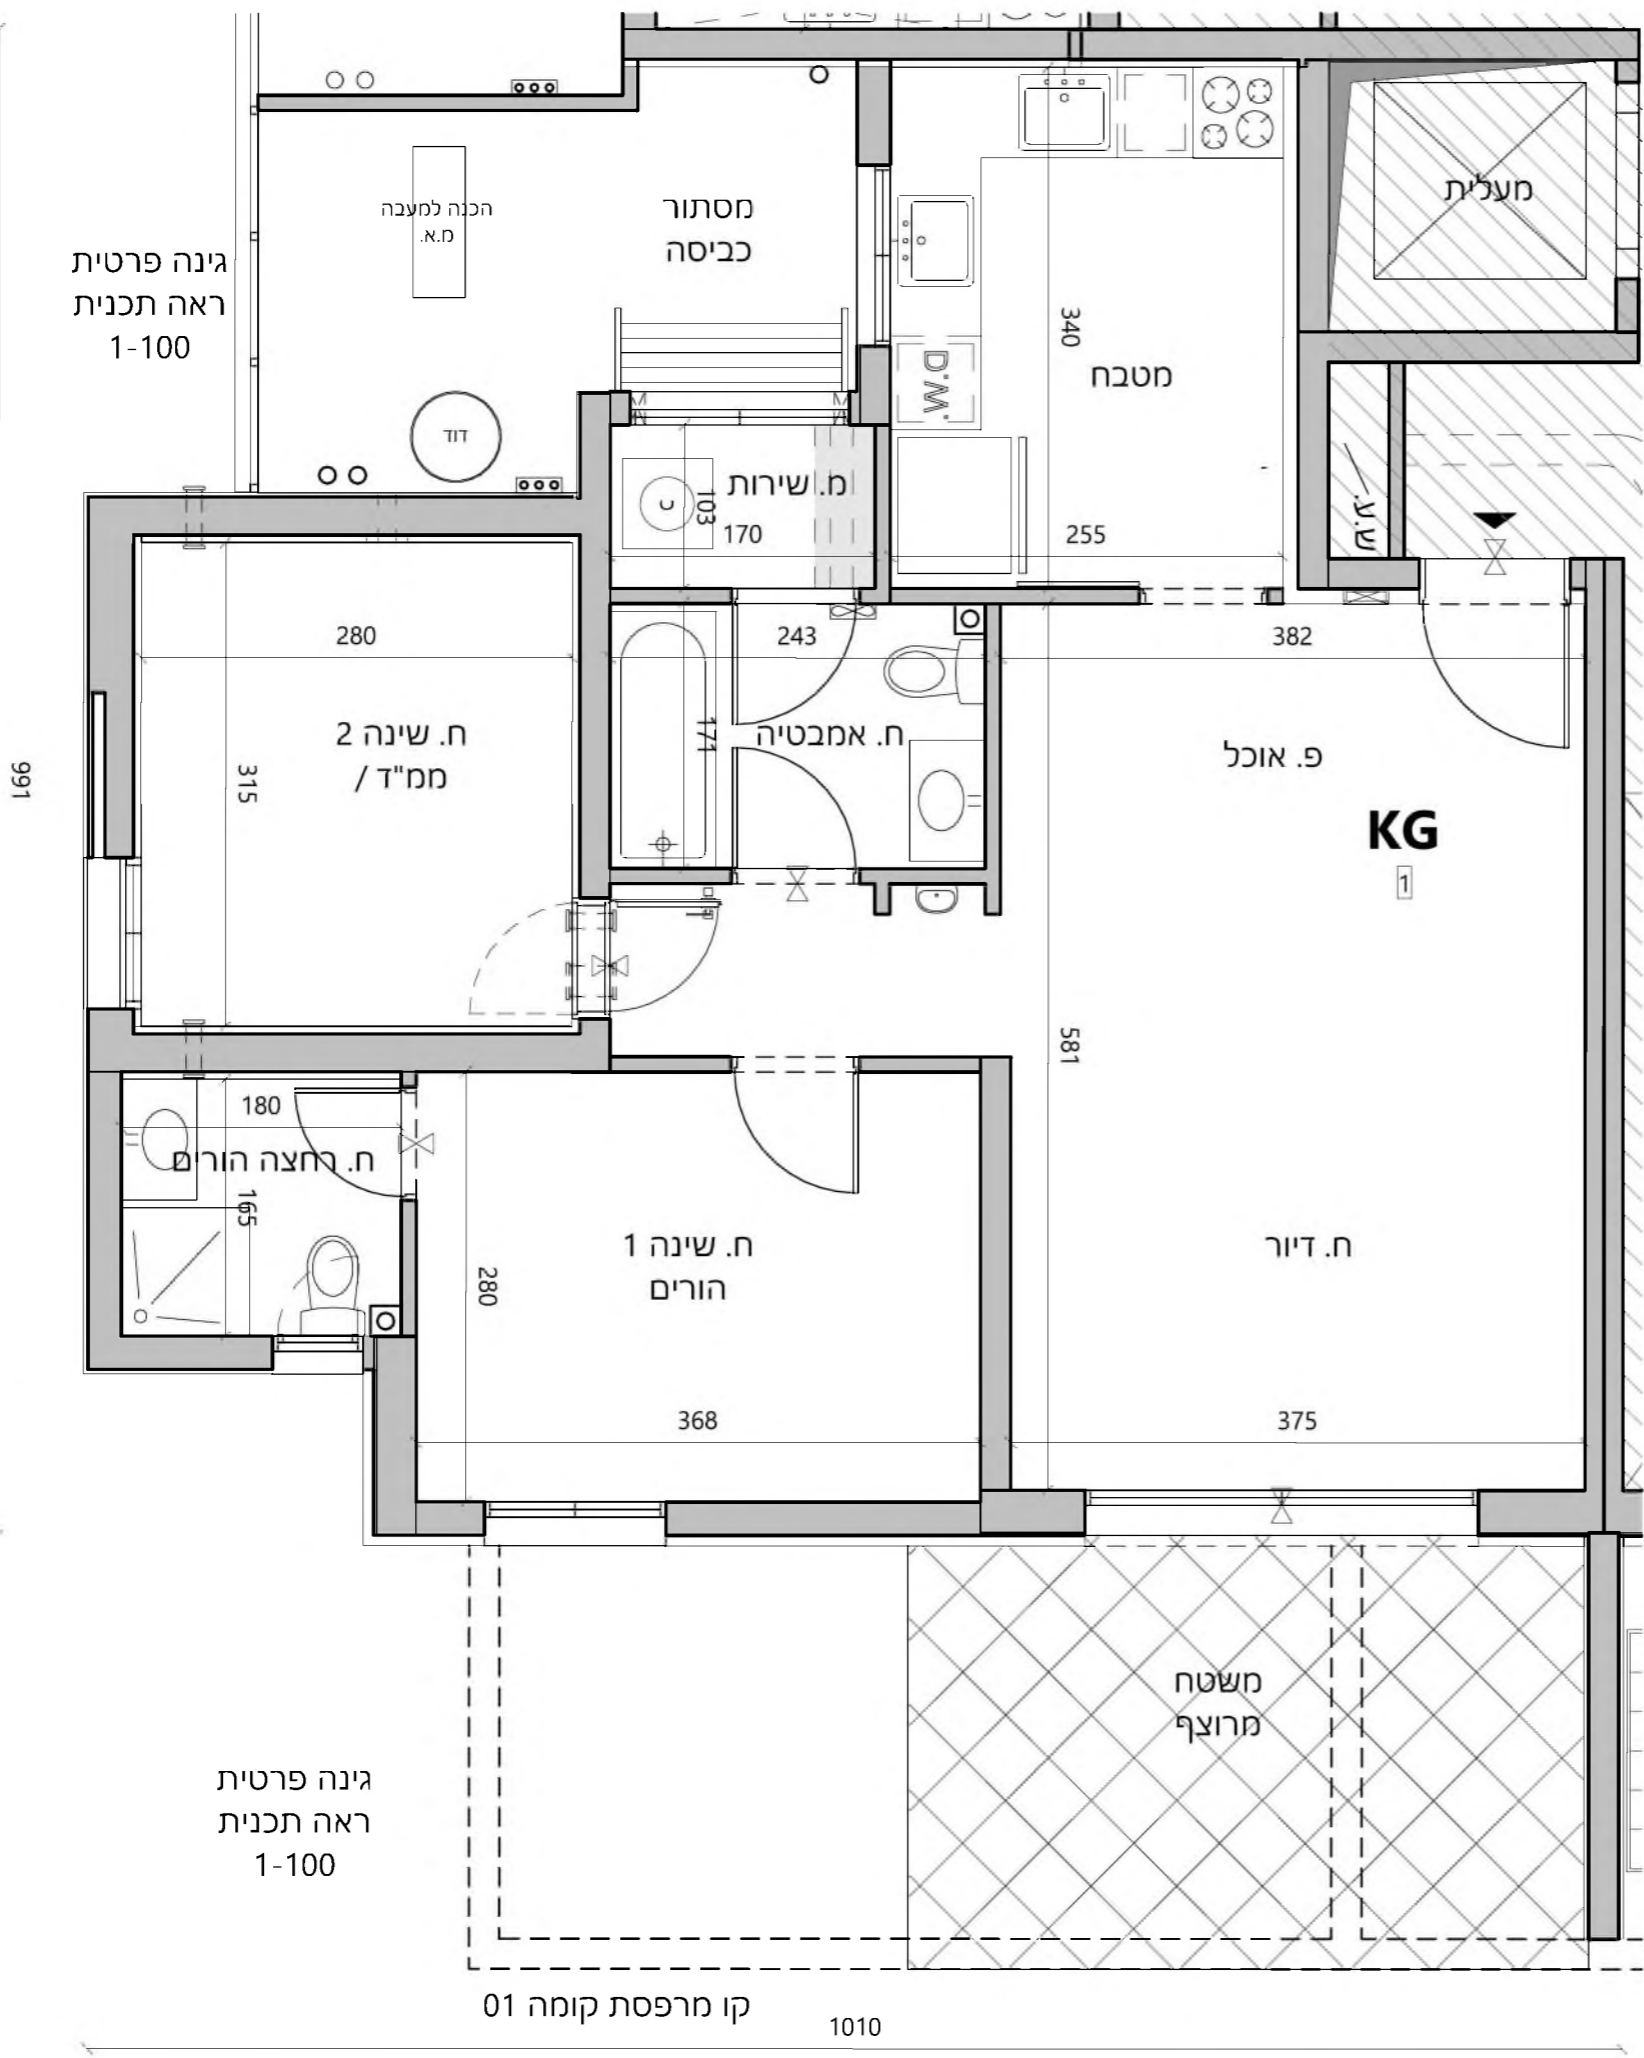 מעלית
מסתור
כביסה
הכנה למעבה
מ.א.
גינה פרטית
ראה תכנית
1-100
340
מטבח
D.W.
דוד
מ. שירות
כ
103
170
255
ש.ע.
280
243
382
ח. שינה 2
ממ"ד /
315
991
171
ח. אמבטיה
פ. אוכל
KG
1
581
180
ח. רחצה הורים
165
ח. שינה 1
הורים
280
ח. דיור
368
375
משטח
מרוצף
גינה פרטית
ראה תכנית
1-100
קו מרפסת קומה 01
1010